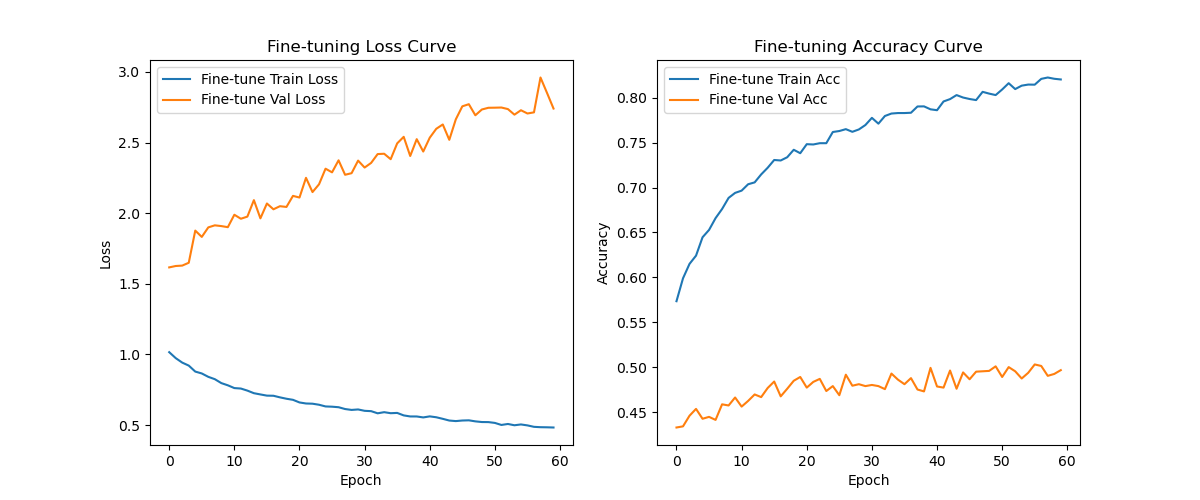 Fine-tuning Loss Curve
Fine-tune Train Loss
Fine-tune Val Loss
3.0
2.5
2.0
1.5
1.0
0.5
Loss
0 10 20 30 40 50 60
Epoch
Fine-tuning Accuracy Curve
Fine-tune Train Acc
Fine-tune Val Acc
0.80
0.75
0.70
0.65
0.60
0.55
0.50
0.45
Accuracy
0 10 20 30 40 50 60
Epoch